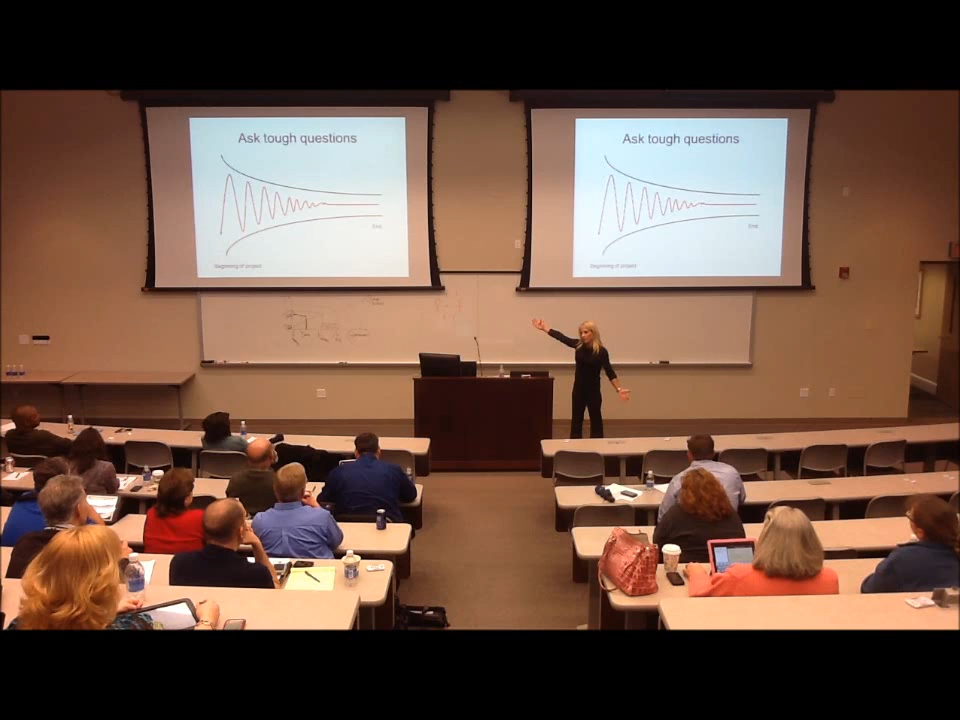 Ask tough questions
End
Beginning of project
Ask tough questions
End
Beginning of project